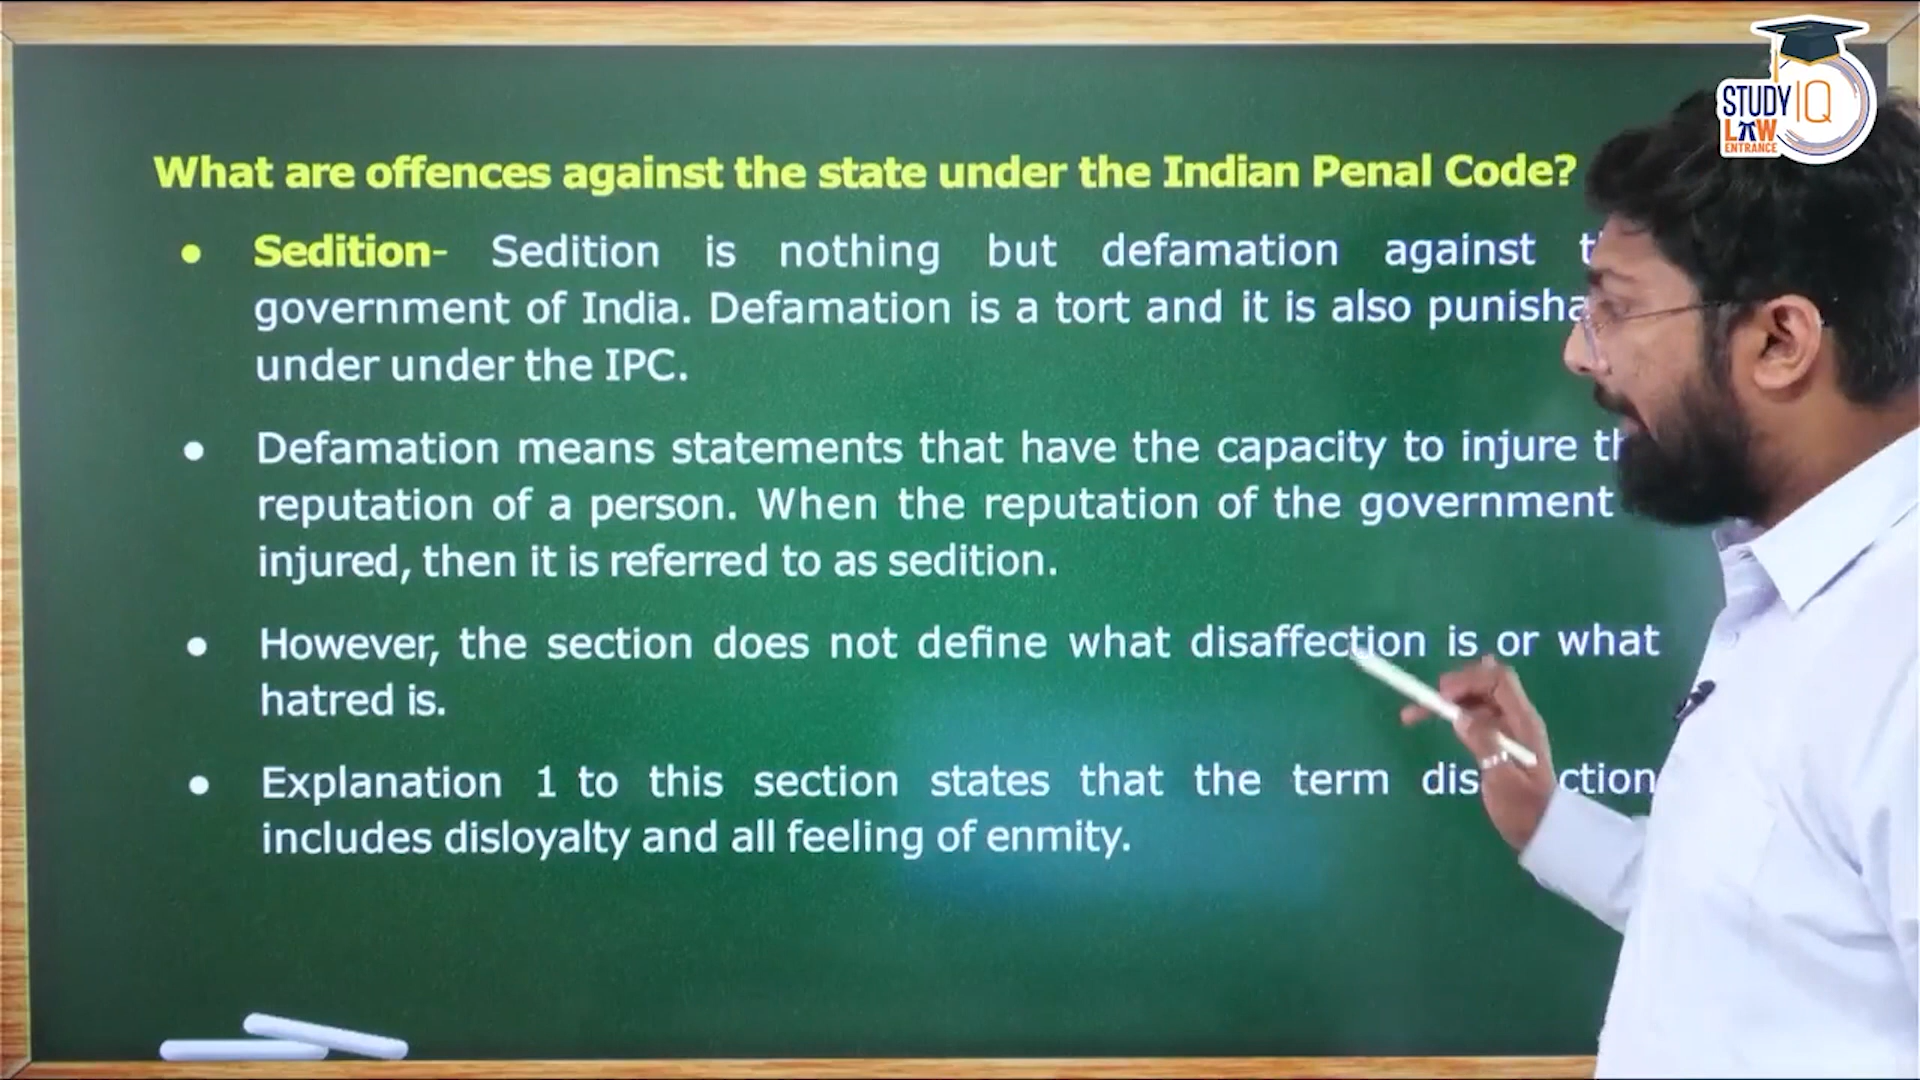 STUDY IQ
LAW
ENTRANCE
What are offences against the state under the Indian Penal Code?
Sedition- Sedition is nothing but defamation against
government of India. Defamation is a tort and it is also
under under the IPC.
Defamation means statements that have the capacity to injure
reputation of a person. When the reputation of the government
injured, then it is referred to as sedition.
However, the section does not define what disaffection is or what
hatred is.
Explanation 1 to this section states that the term
includes disloyalty and all feeling of enmity.